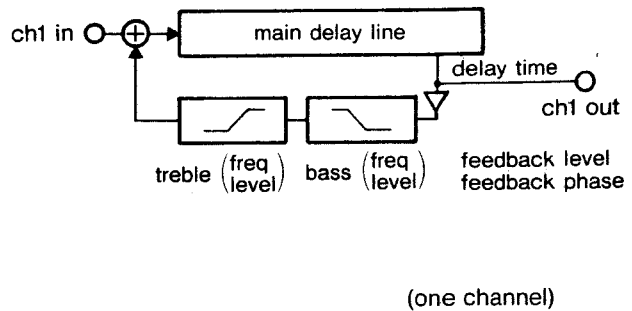 ch1 in
main delay line
delay time
ch1 out
treble (freq level)
bass (freq level)
feedback level
feedback phase
(one channel)